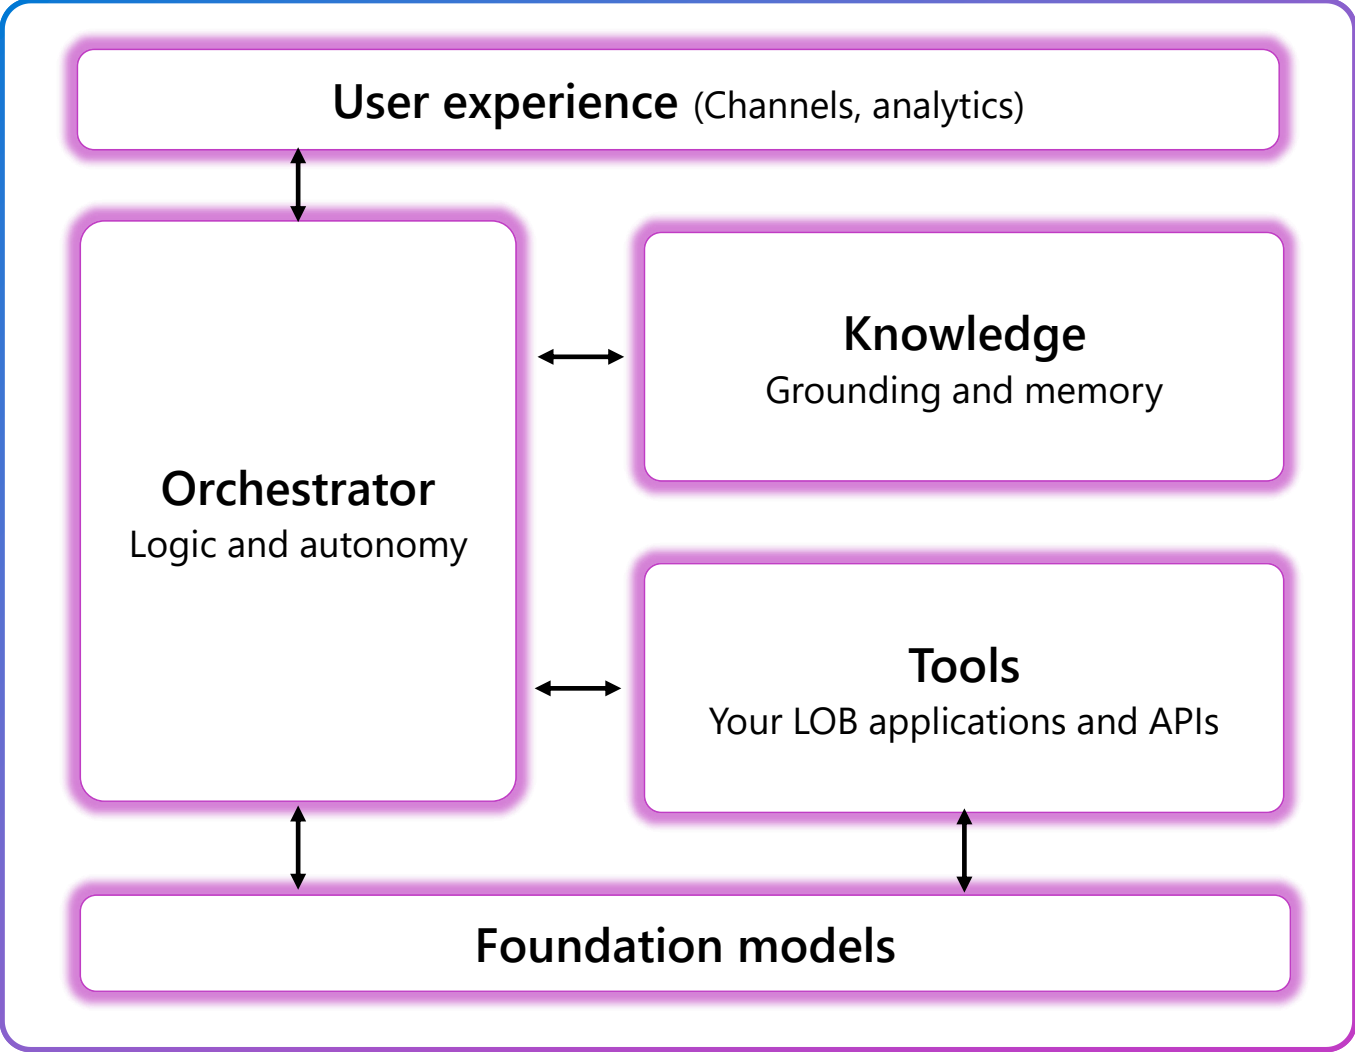 User experience (Channels, analytics)
Orchestrator
Logic and autonomy
Knowledge
Grounding and memory
Tools
Your LOB applications and APIs
Foundation models